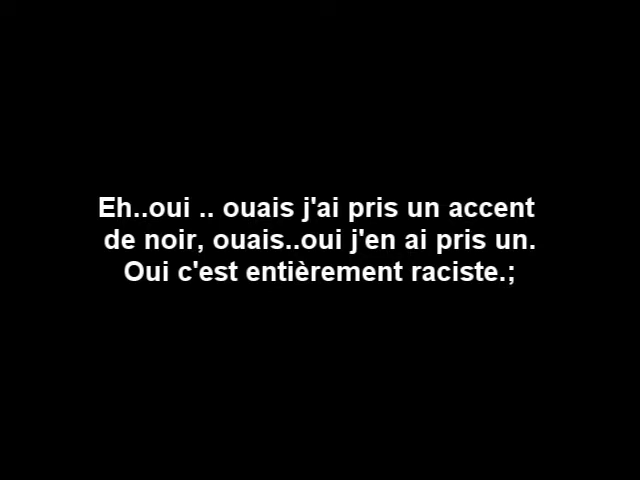 Eh..oui .. ouais j'ai pris un accent
de noir, ouais..oui j'en ai pris un.
Oui c'est entièrement raciste.;